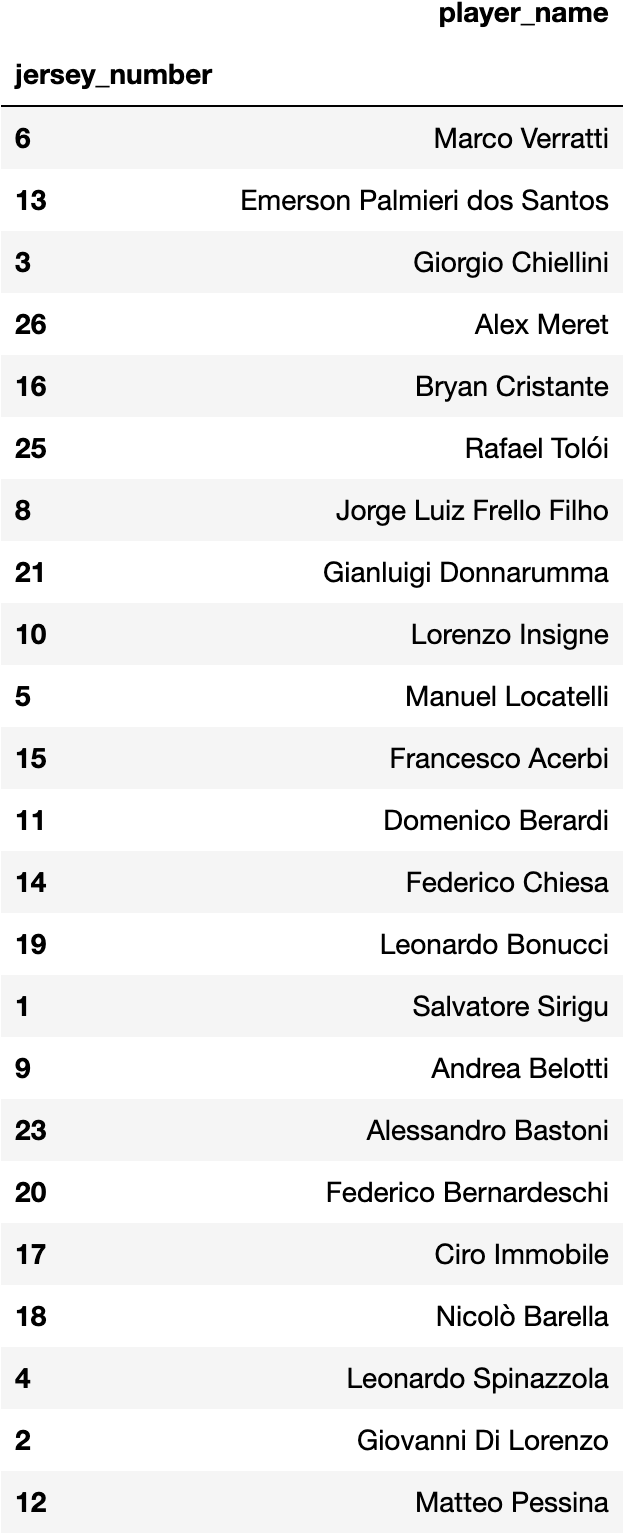 player_name
jersey_number
6 Marco Verratti
13 Emerson Palmieri dos Santos
3 Giorgio Chiellini
26 Alex Meret
16 Bryan Cristante
25 Rafael Tolói
8 Jorge Luiz Frello Filho
21 Gianluigi Donnarumma
10 Lorenzo Insigne
5 Manuel Locatelli
15 Francesco Acerbi
11 Domenico Berardi
14 Federico Chiesa
19 Leonardo Bonucci
1 Salvatore Sirigu
9 Andrea Belotti
23 Alessandro Bastoni
20 Federico Bernardeschi
17 Ciro Immobile
18 Nicolò Barella
4 Leonardo Spinazzola
2 Giovanni Di Lorenzo
12 Matteo Pessina